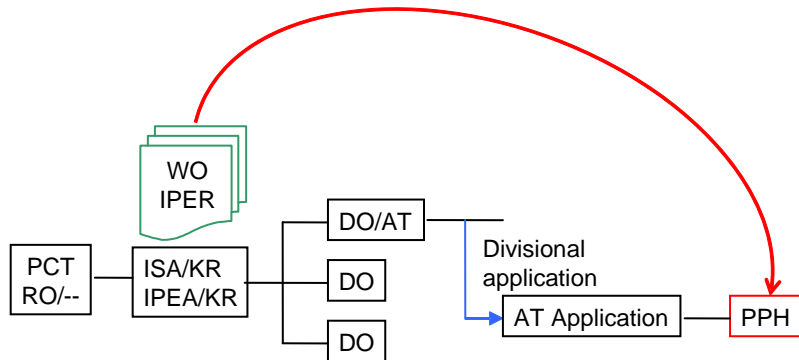 WO
IPER
PCT
RO/--
ISA/KR
IPEA/KR
DO/AT
DO
DO
Divisional
application
AT Application
PPH